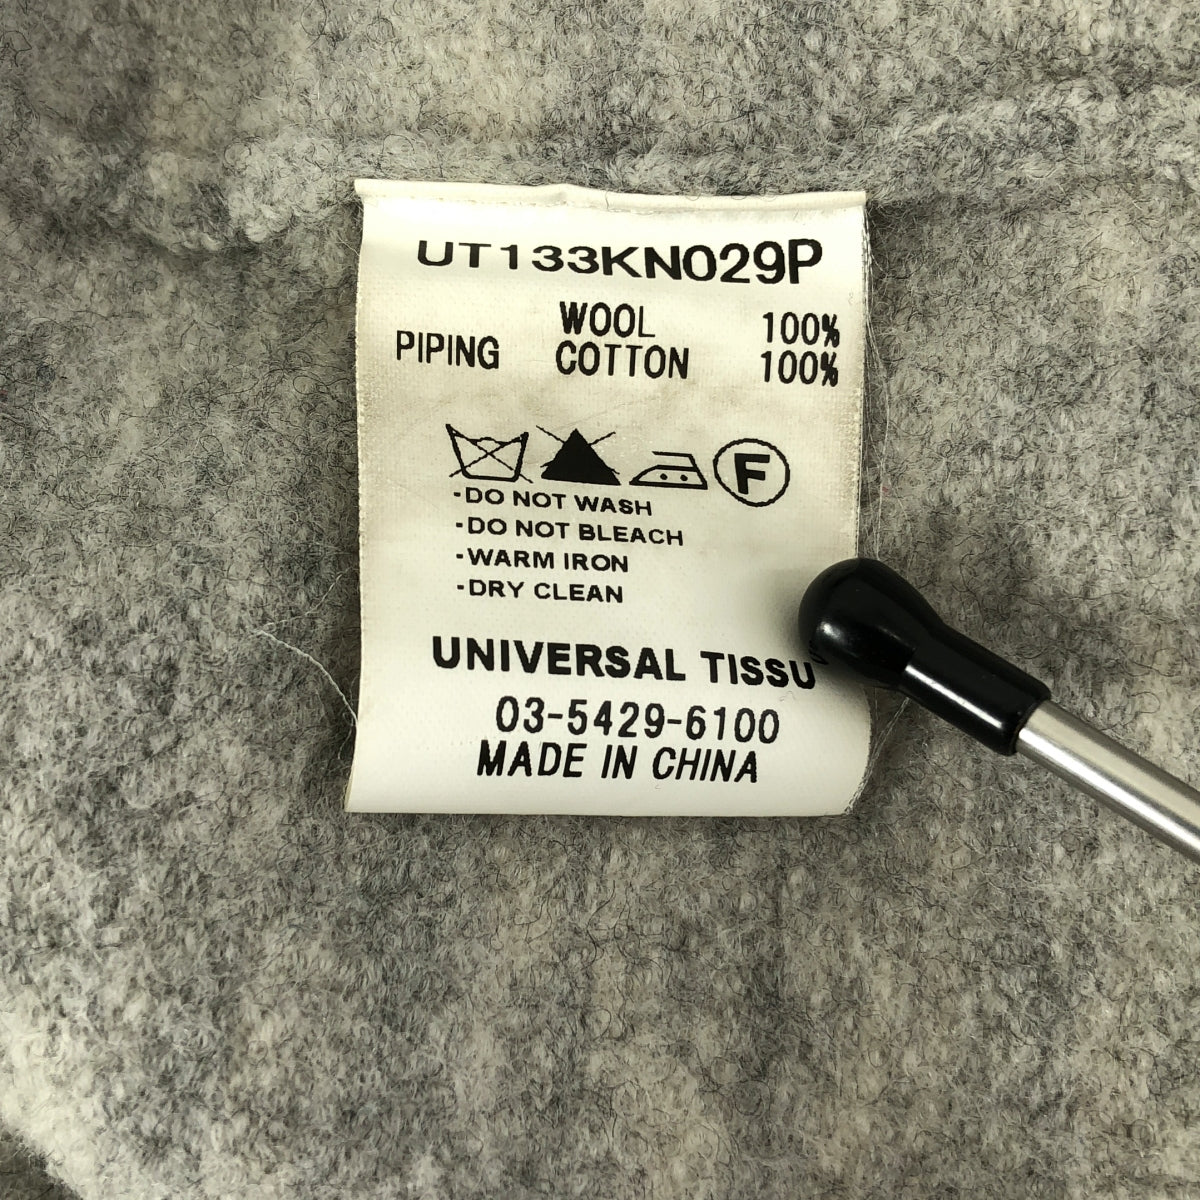 UT133KN029P
WOOL 100%
PIPING COTTON 100%
F
·DO NOT WASH
·DO NOT BLEACH
·WARM IRON
·DRY CLEAN
UNIVERSAL TISSU
03-5429-6100
MADE IN CHINA